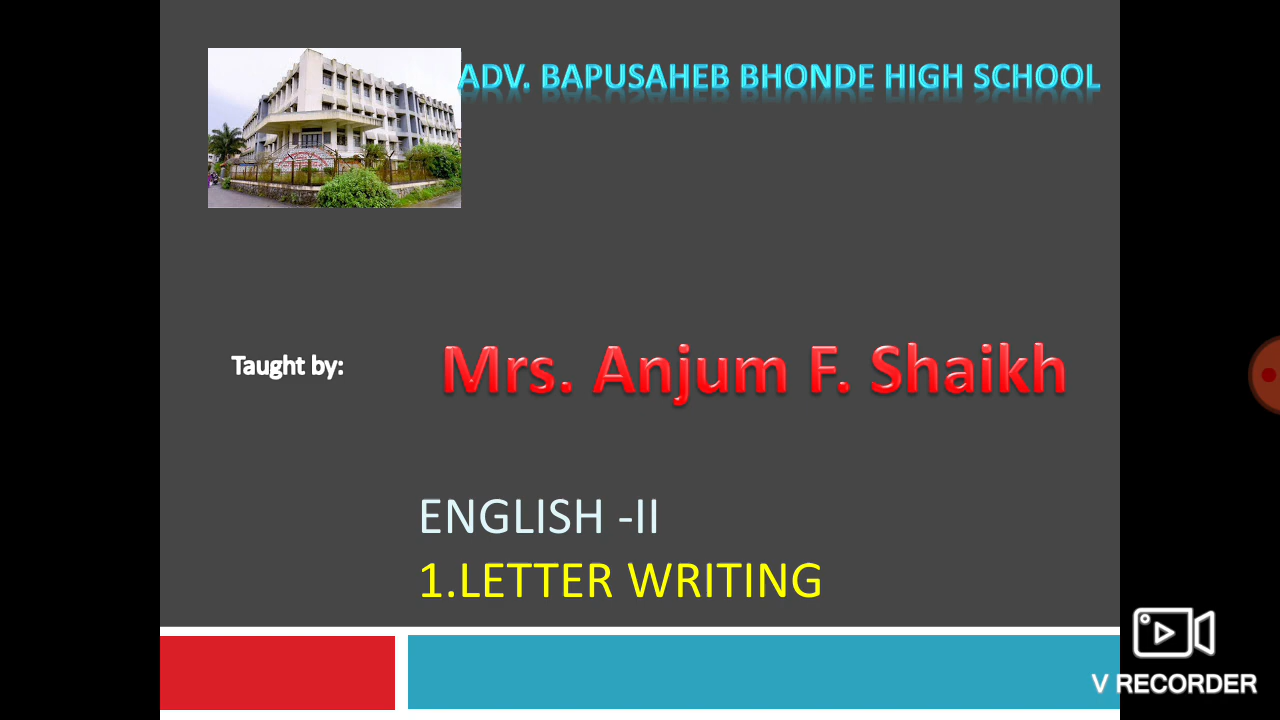 ADV. BAPUSAHEB BHONDE HIGH SCHOOL
Taught by:
Mrs. Anjum F. Shaikh
ENGLISH -II
1.LETTER WRITING
V RECORDER